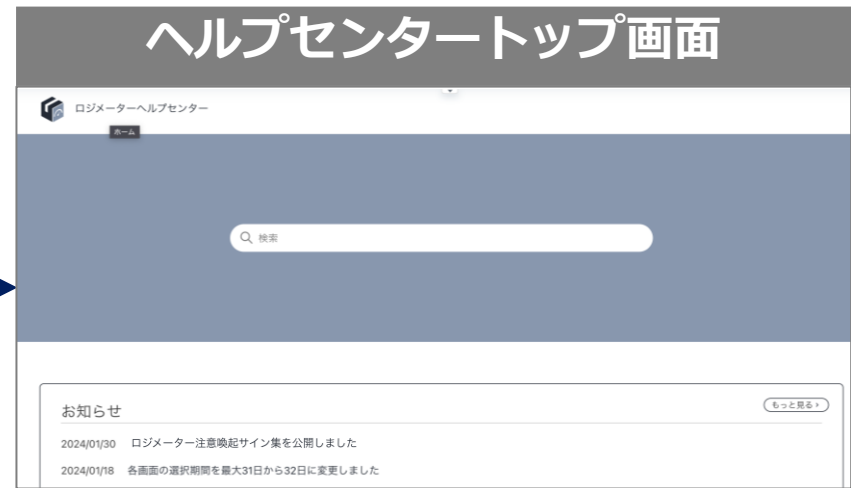 ヘルプセンタートップ画面
ロジメーターヘルプセンター
ホーム
検索
お知らせ
もっと見る >
2024/01/30 ロジメーター注意喚起サイン集を公開しました
2024/01/18 各画面の選択期間を最大31日から32日に変更しました